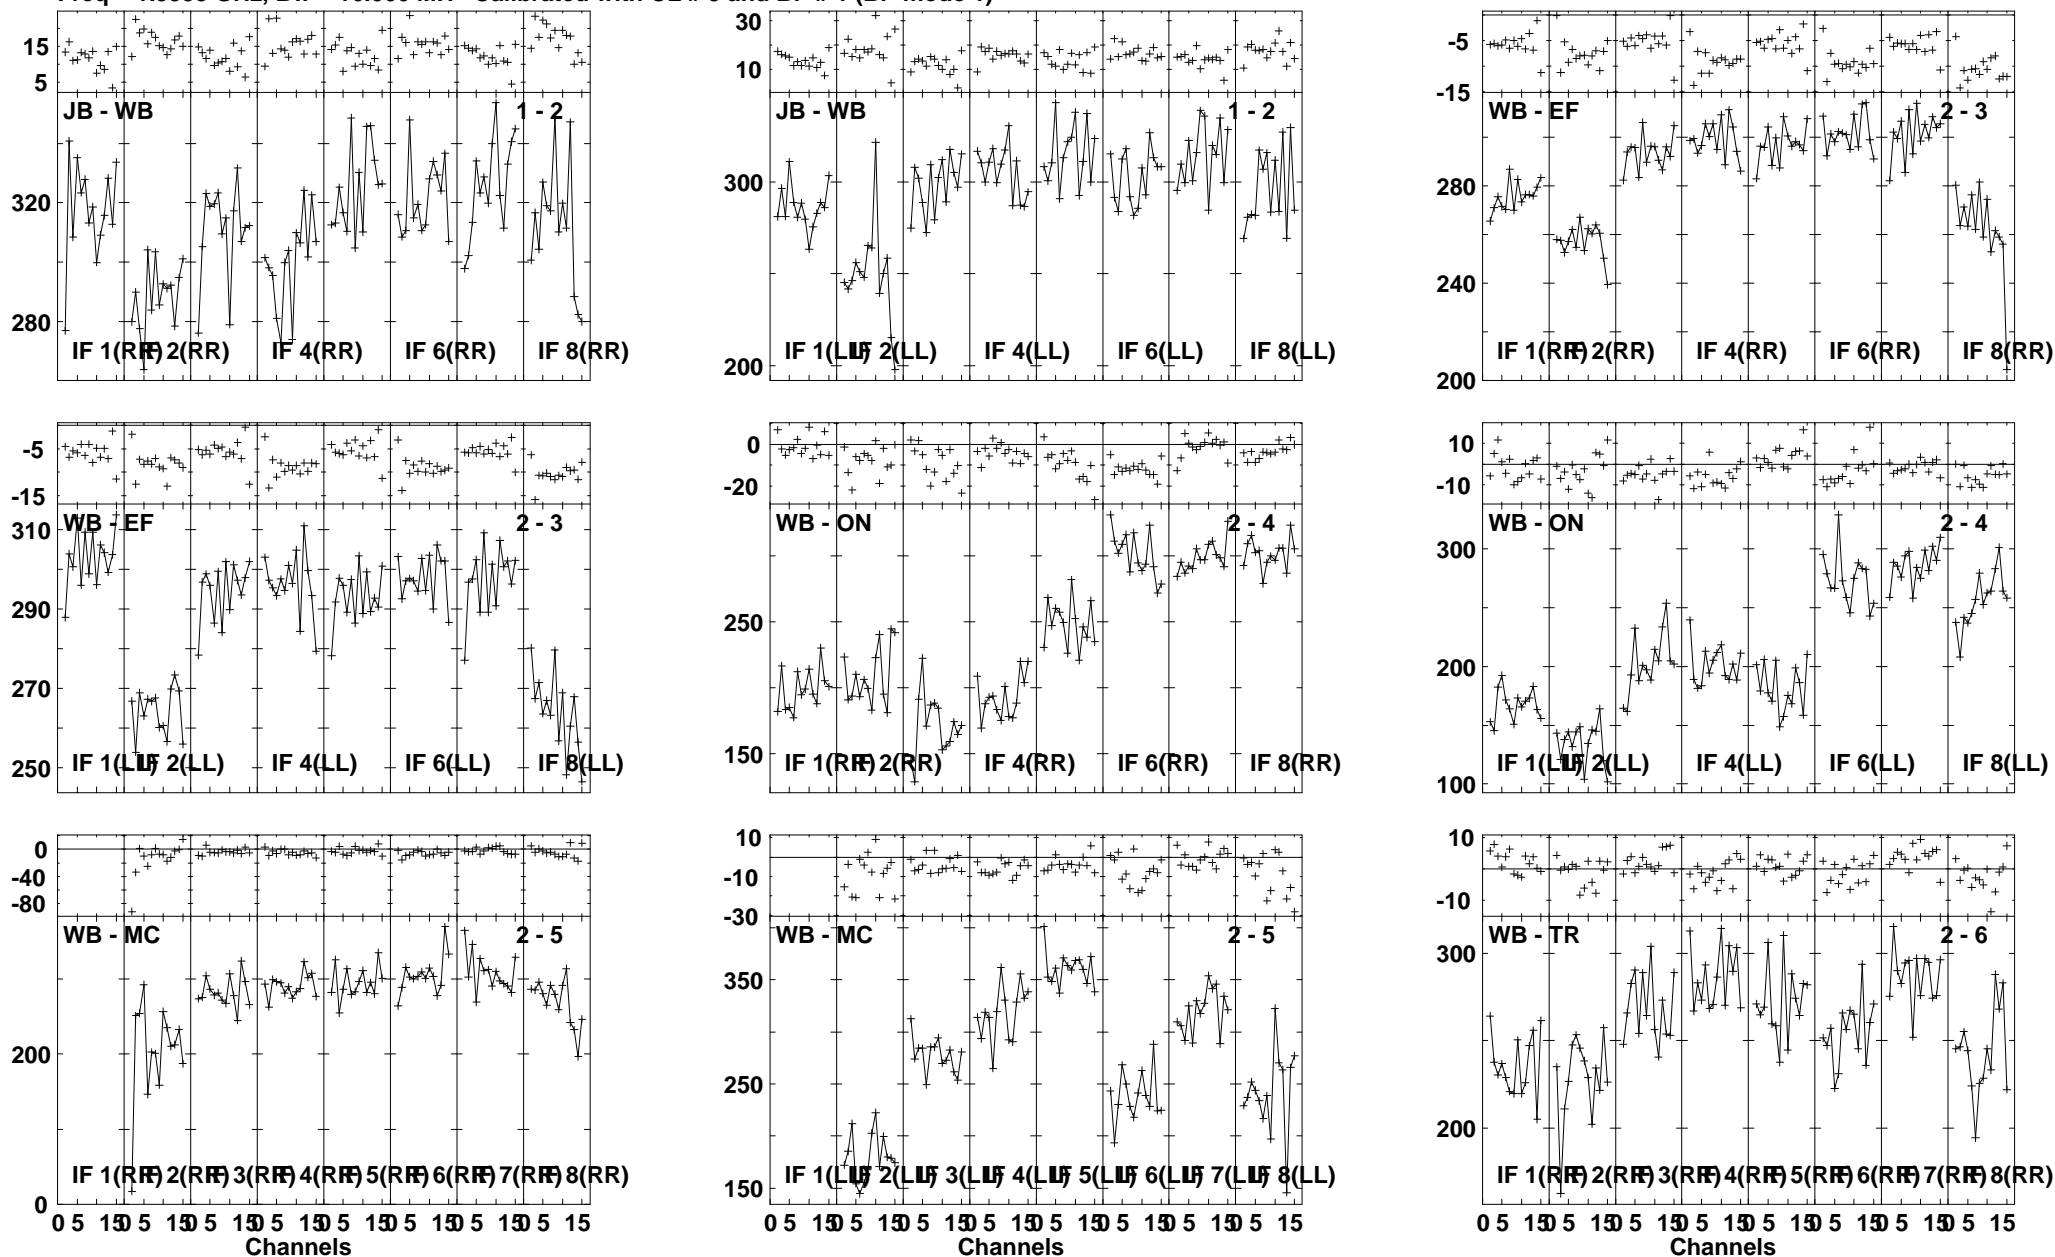 JB - WB 1 - 2
JB - WB 1 - 2
WB - EF 2 - 3
15
5
320
280
IF 1(RR) IF 2(RR) IF 4(RR) IF 6(RR) IF 8(RR)
30
10
300
200
IF 1(LL) IF 2(LL) IF 4(LL) IF 6(LL) IF 8(LL)
-5
-15
280
240
200
IF 1(RR) IF 2(RR) IF 4(RR) IF 6(RR) IF 8(RR)
WB - EF 2 - 3
WB - ON 2 - 4
WB - ON 2 - 4
-5
-15
310
290
270
250
IF 1(LL) IF 2(LL) IF 4(LL) IF 6(LL) IF 8(LL)
0
-20
250
150
IF 1(RR) IF 2(RR) IF 4(RR) IF 6(RR) IF 8(RR)
10
-10
300
200
100
IF 1(LL) IF 2(LL) IF 4(LL) IF 6(LL) IF 8(LL)
WB - MC 2 - 5
WB - MC 2 - 5
WB - TR 2 - 6
0
-40
-80
200
0
IF 1(RR) IF 2(RR) IF 3(RR) IF 4(RR) IF 5(RR) IF 6(RR) IF 7(RR) IF 8(RR)
10
-10
-30
350
250
150
IF 1(LL) IF 2(LL) IF 3(LL) IF 4(LL) IF 5(LL) IF 6(LL) IF 7(LL) IF 8(LL)
10
-10
300
200
IF 1(RR) IF 2(RR) IF 3(RR) IF 4(RR) IF 5(RR) IF 6(RR) IF 7(RR) IF 8(RR)
0 5 15 0 5 15 0 5 15 0 5 15 0 5 15 0 5 15 0 5 15 0 5 15
Channels
0 5 15 0 5 15 0 5 15 0 5 15 0 5 15 0 5 15 0 5 15 0 5 15
Channels
0 5 15 0 5 15 0 5 15 0 5 15 0 5 15 0 5 15 0 5 15 0 5 15
Channels